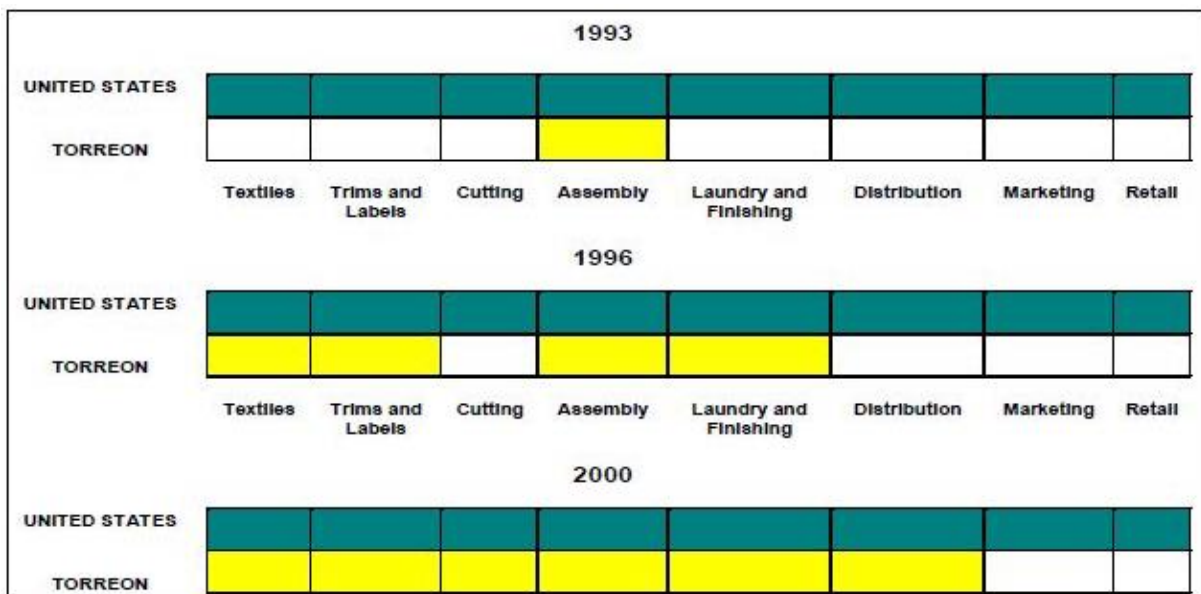 1993
UNITED STATES
TORREON
Textiles Trims and Labels Cutting Assembly Laundry and Finishing Distribution Marketing Retail
1996
UNITED STATES
TORREON
Textiles Trims and Labels Cutting Assembly Laundry and Finishing Distribution Marketing Retail
2000
UNITED STATES
TORREON